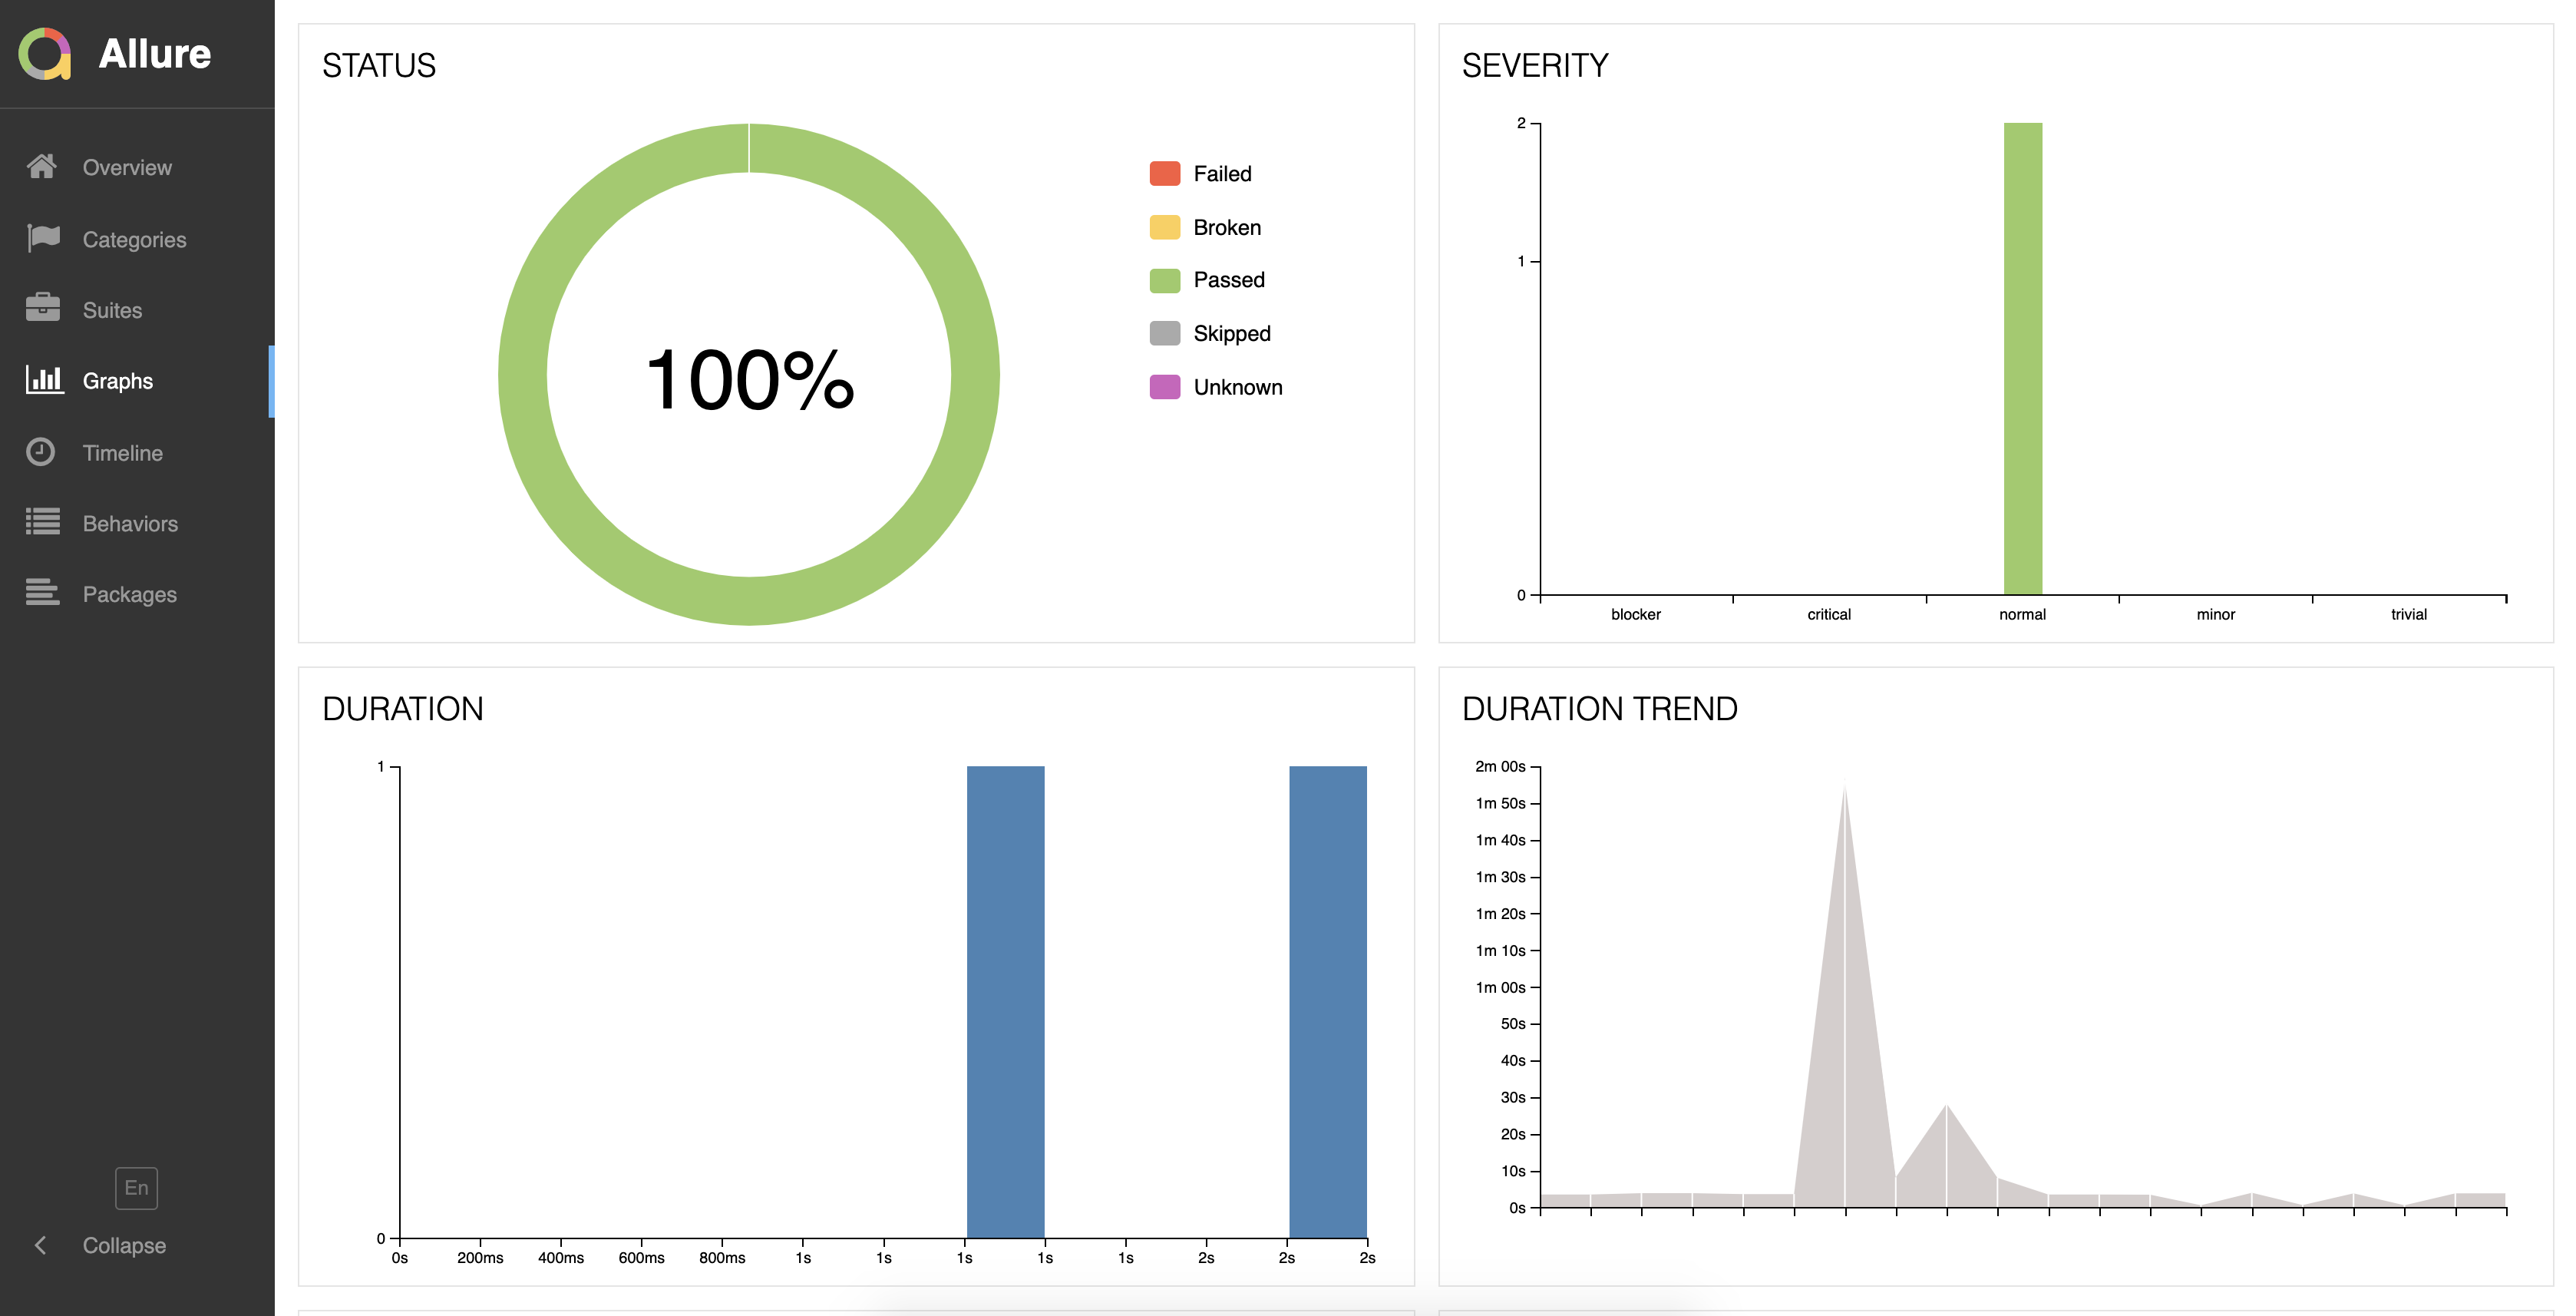 Allure
Overview
Categories
Suites
Graphs
Timeline
Behaviors
Packages
En
Collapse
STATUS
100%
Failed
Broken
Passed
Skipped
Unknown
SEVERITY
2
1
0
blocker critical normal minor trivial
DURATION
1
0
0s 200ms 400ms 600ms 800ms 1s 1s 1s 1s 1s 2s 2s 2s
DURATION TREND
2m 00s
1m 50s
1m 40s
1m 30s
1m 20s
1m 10s
1m 00s
50s
40s
30s
20s
10s
0s